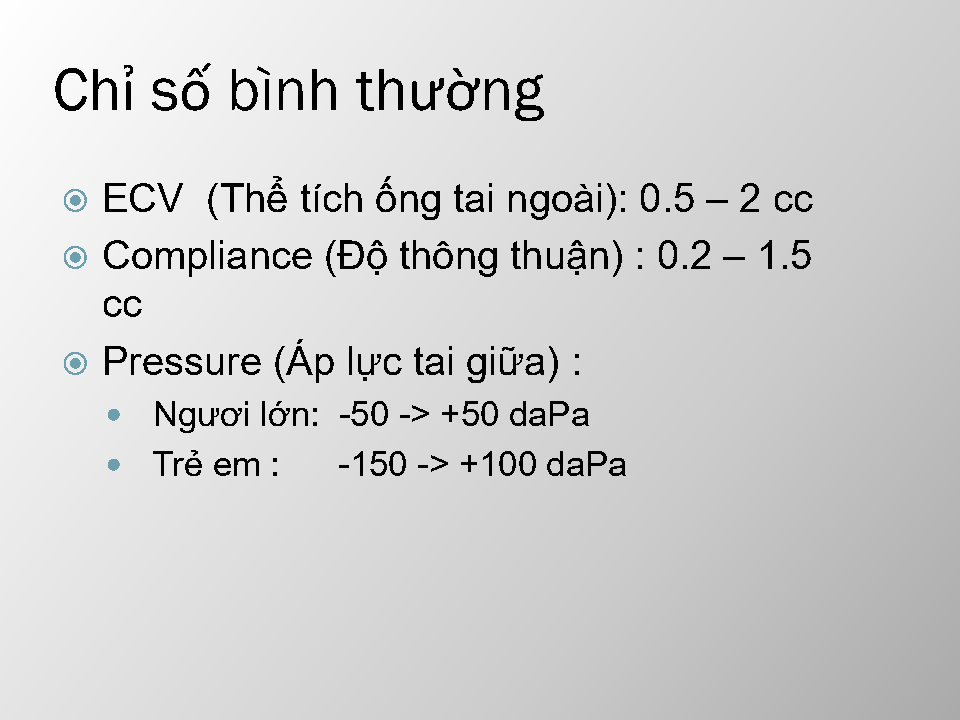 Chỉ số bình thường
ECV (Thể tích ống tai ngoài): 0.5 – 2 cc
Compliance (Độ thông thuận) : 0.2 – 1.5
cc
Pressure (Áp lực tai giữa) :
Ngươi lớn: -50 -> +50 daPa
Trẻ em : -150 -> +100 daPa